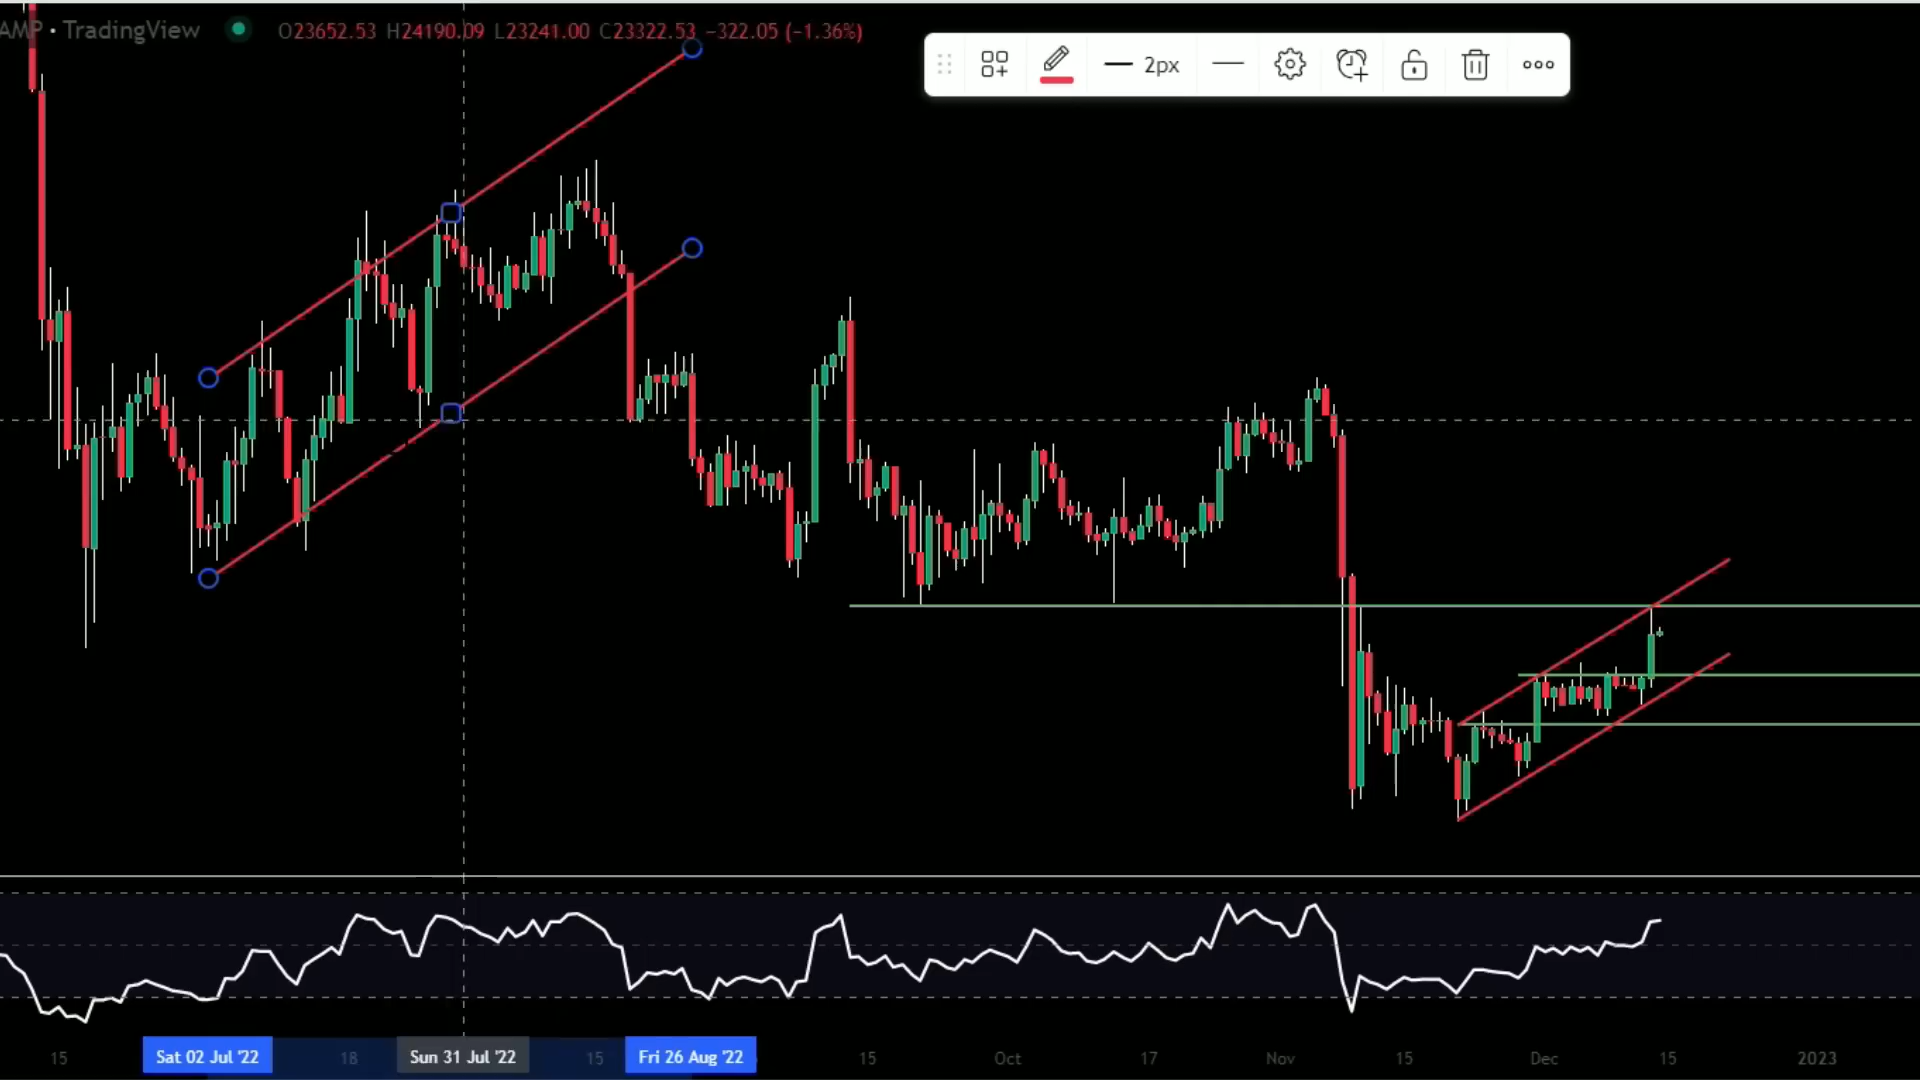 AMP • TradingView O23652.53 H24190.09 L23241.00 C23322.53 −322.05 (−1.36%)
2px
15 Sat 02 Jul '22 18 Sun 31 Jul '22 15 Fri 26 Aug '22 15 Oct 17 Nov 15 Dec 15 2023